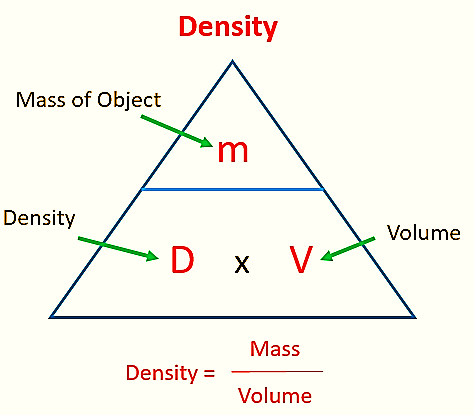 Density
Mass of Object
m
Density
Volume
D x V
Density = Mass
Volume